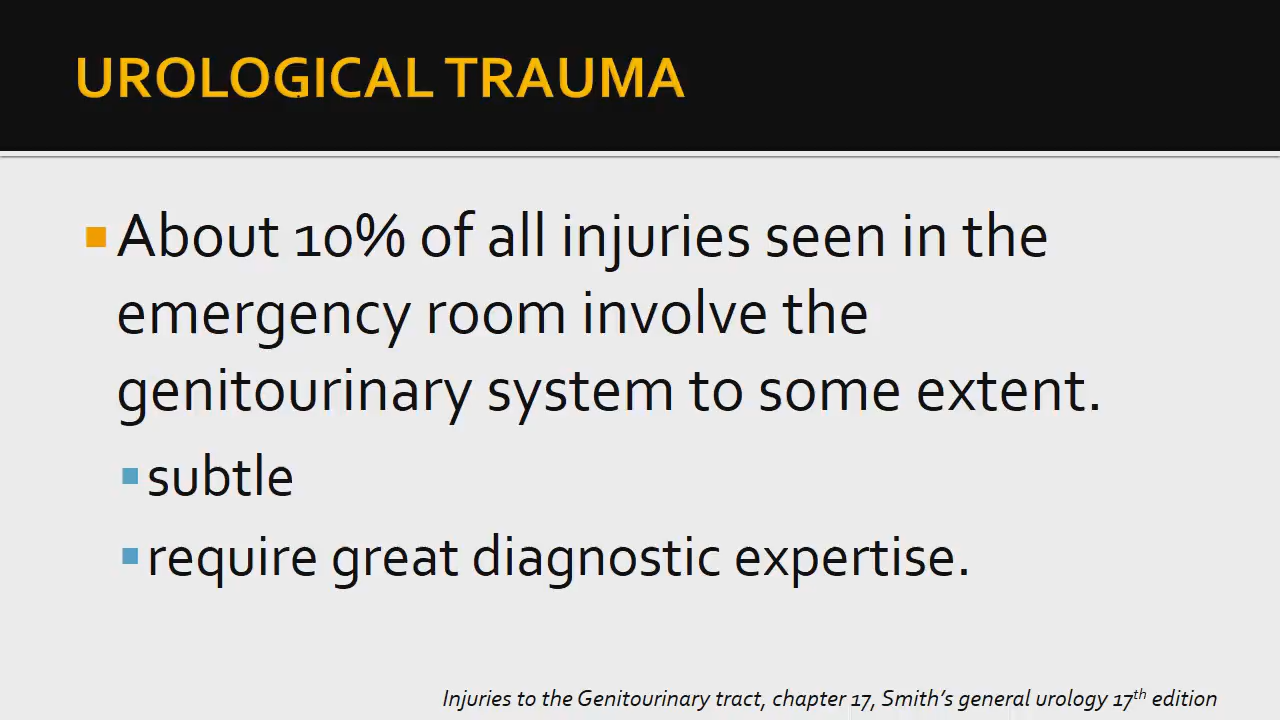 UROLOGICAL TRAUMA
About 10% of all injuries seen in the
emergency room involve the
genitourinary system to some extent.
subtle
require great diagnostic expertise.
Injuries to the Genitourinary tract, chapter 17, Smith's general urology 17th edition